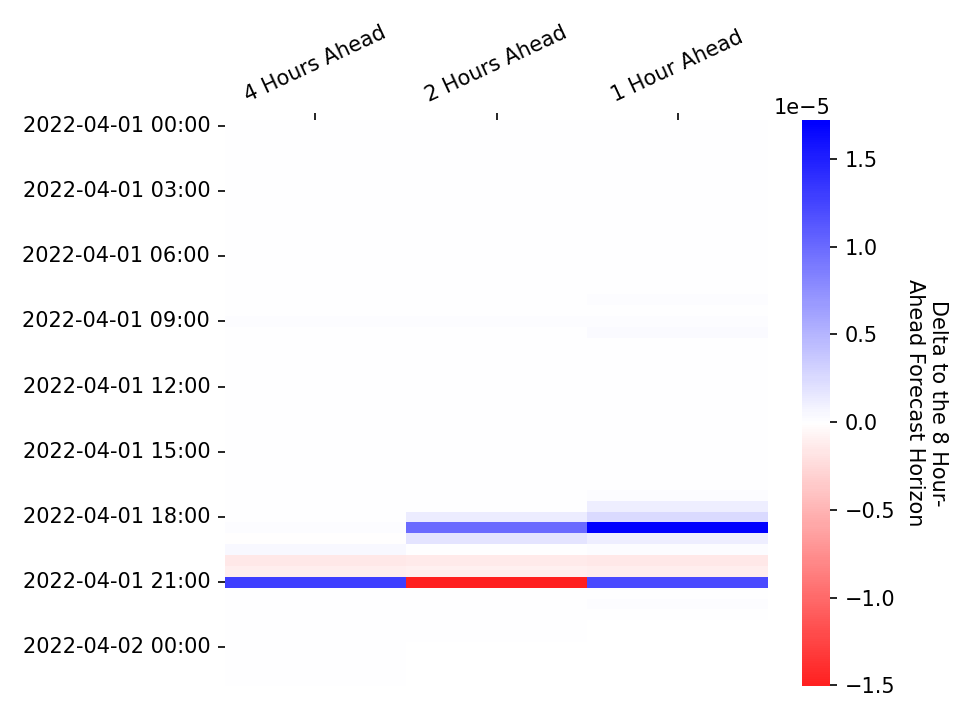 4 Hours Ahead
2 Hours Ahead
1 Hour Ahead
2022-04-01 00:00
2022-04-01 03:00
2022-04-01 06:00
2022-04-01 09:00
2022-04-01 12:00
2022-04-01 15:00
2022-04-01 18:00
2022-04-01 21:00
2022-04-02 00:00
1e−5
1.5
1.0
0.5
0.0
−0.5
−1.0
−1.5
Delta to the 8 Hour-
Ahead Forecast Horizon